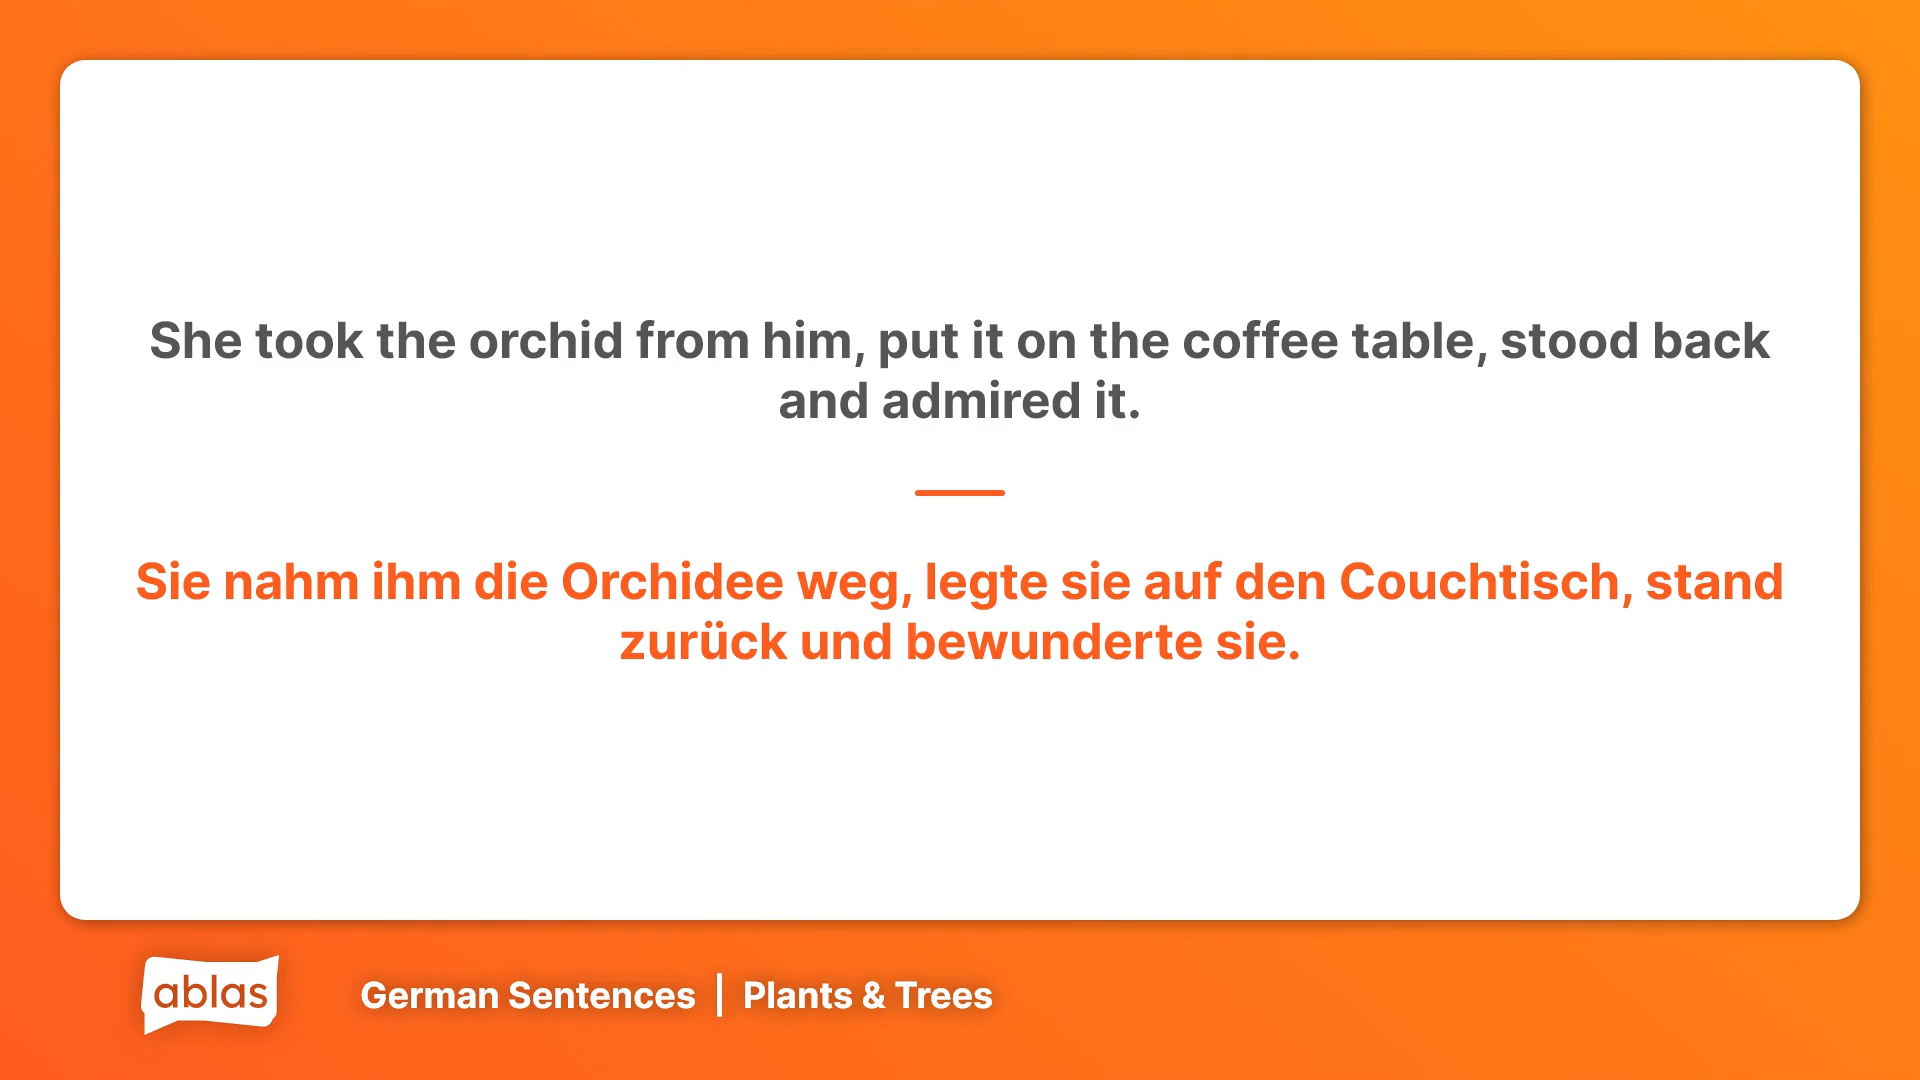 She took the orchid from him, put it on the coffee table, stood back
and admired it.
Sie nahm ihm die Orchidee weg, legte sie auf den Couchtisch, stand
zurück und bewunderte sie.
ablas
German Sentences | Plants & Trees